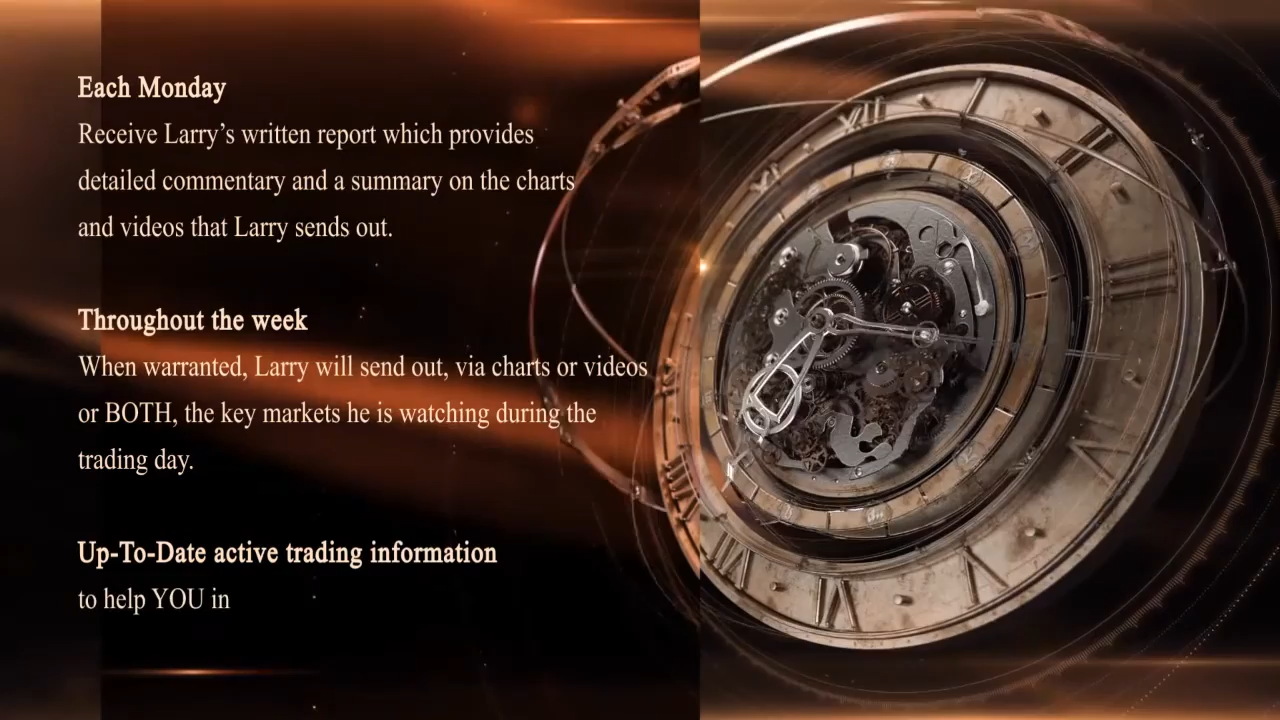 Each Monday
Receive Larry’s written report which provides
detailed commentary and a summary on the charts
and videos that Larry sends out.
Throughout the week
When warranted, Larry will send out, via charts or videos
or BOTH, the key markets he is watching during the
trading day.
Up-To-Date active trading information
to help YOU in